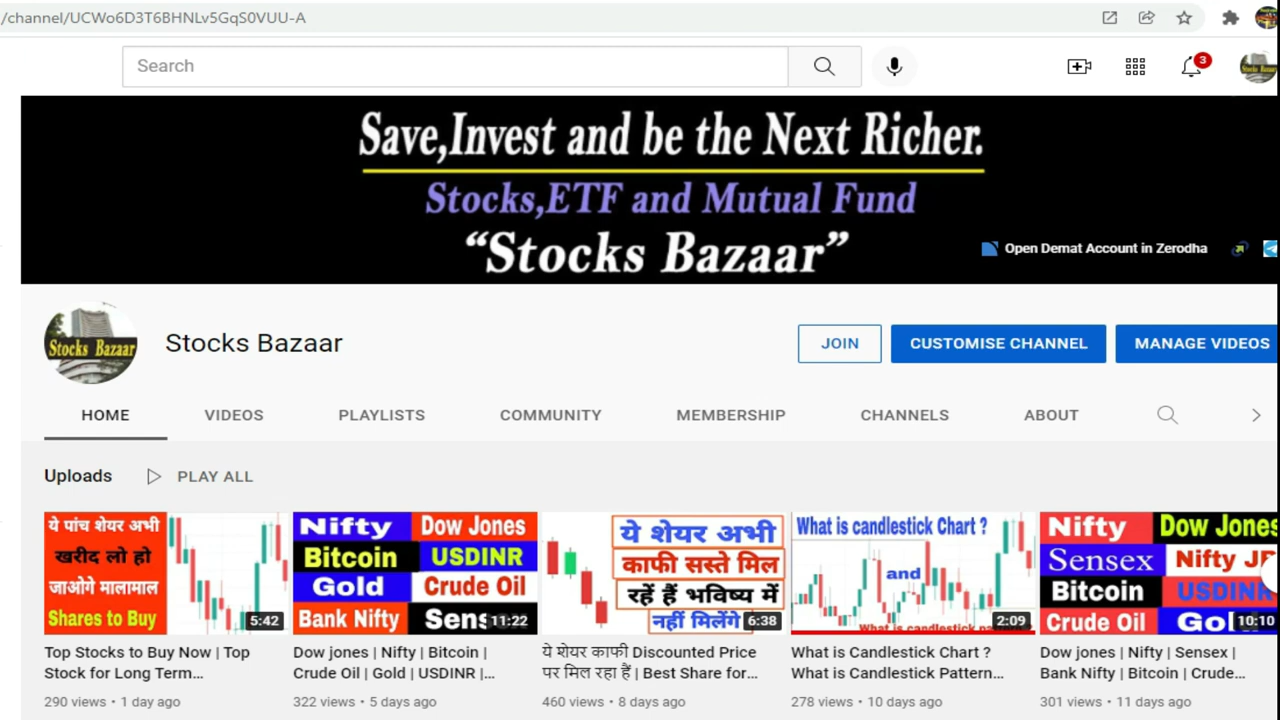 /channel/UCWo6D3T6BHNLv5GqS0VUU-A
Search
3
Save,Invest and be the Next Richer.
Stocks,ETF and Mutual Fund
“Stocks Bazaar”
Open Demat Account in Zerodha
Stocks Bazaar
Stocks Bazaar
JOIN
CUSTOMISE CHANNEL
MANAGE VIDEOS
HOME
VIDEOS
PLAYLISTS
COMMUNITY
MEMBERSHIP
CHANNELS
ABOUT
Uploads
PLAY ALL
ये पांच शेयर अभी
खरीद लो हो
जाओगे मालामाल
Shares to Buy
5:42
Top Stocks to Buy Now | Top
Stock for Long Term...
290 views • 1 day ago
Nifty
Dow Jones
Bitcoin
USDINR
Gold
Crude Oil
Bank Nifty
Sens
11:22
Dow jones | Nifty | Bitcoin |
Crude Oil | Gold | USDINR |...
322 views • 5 days ago
ये शेयर अभी
काफी सस्ते मिल
रहें हैं भविष्य में
नहीं मिलेंगे
6:38
ये शेयर काफी Discounted Price
पर मिल रहा हैं | Best Share for...
460 views • 8 days ago
What is candlestick Chart ?
and
What is candlestick
2:09
What is Candlestick Chart ?
What is Candlestick Pattern...
278 views • 10 days ago
Nifty
Dow Jones
Sensex
Nifty
Bitcoin
USDINR
Crude Oil
Gol
10:10
Dow jones | Nifty | Sensex |
Bank Nifty | Bitcoin | Crude...
301 views • 11 days ago